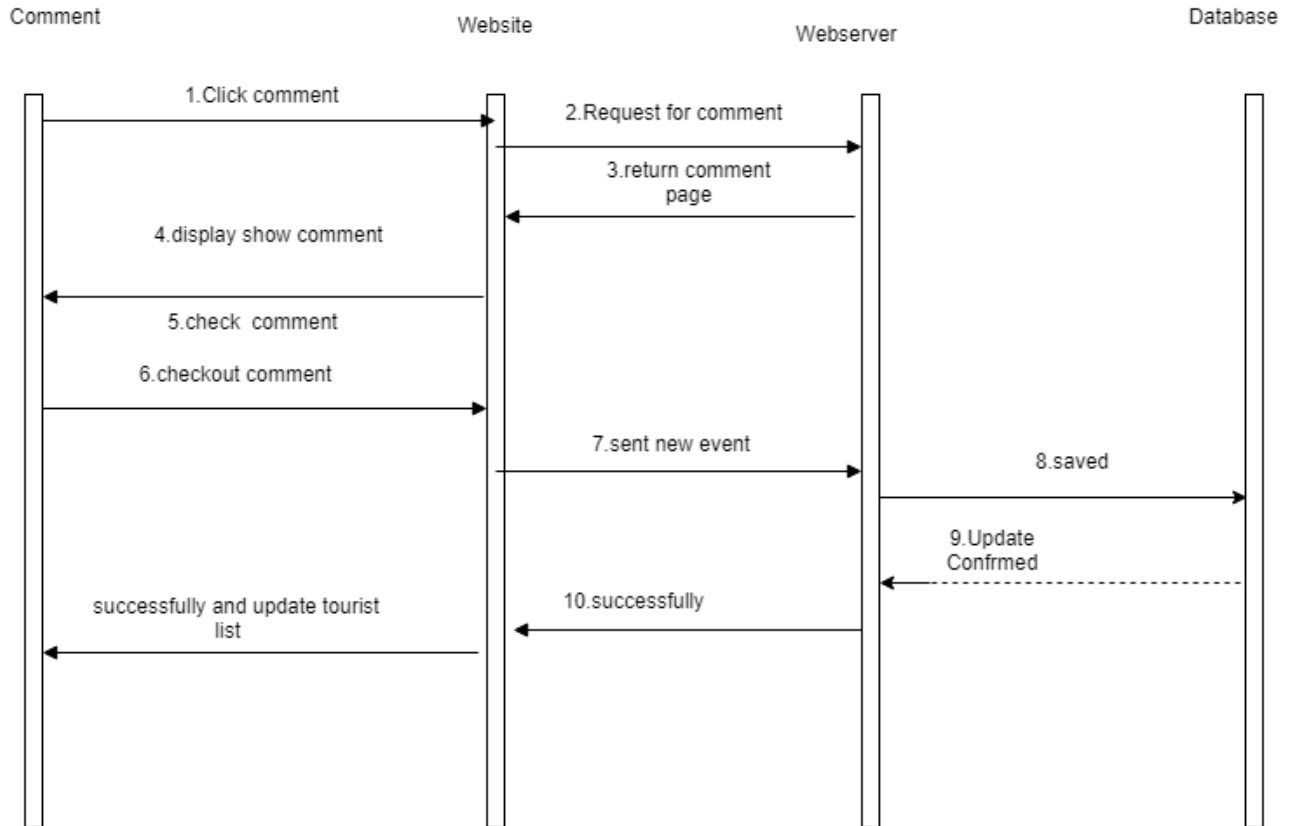 Comment
Website
Webserver
Database
1.Click comment
2.Request for comment
3.return comment
page
4.display show comment
5.check  comment
6.checkout comment
7.sent new event
8.saved
9.Update
Confrmed
10.successfully
successfully and update tourist
list